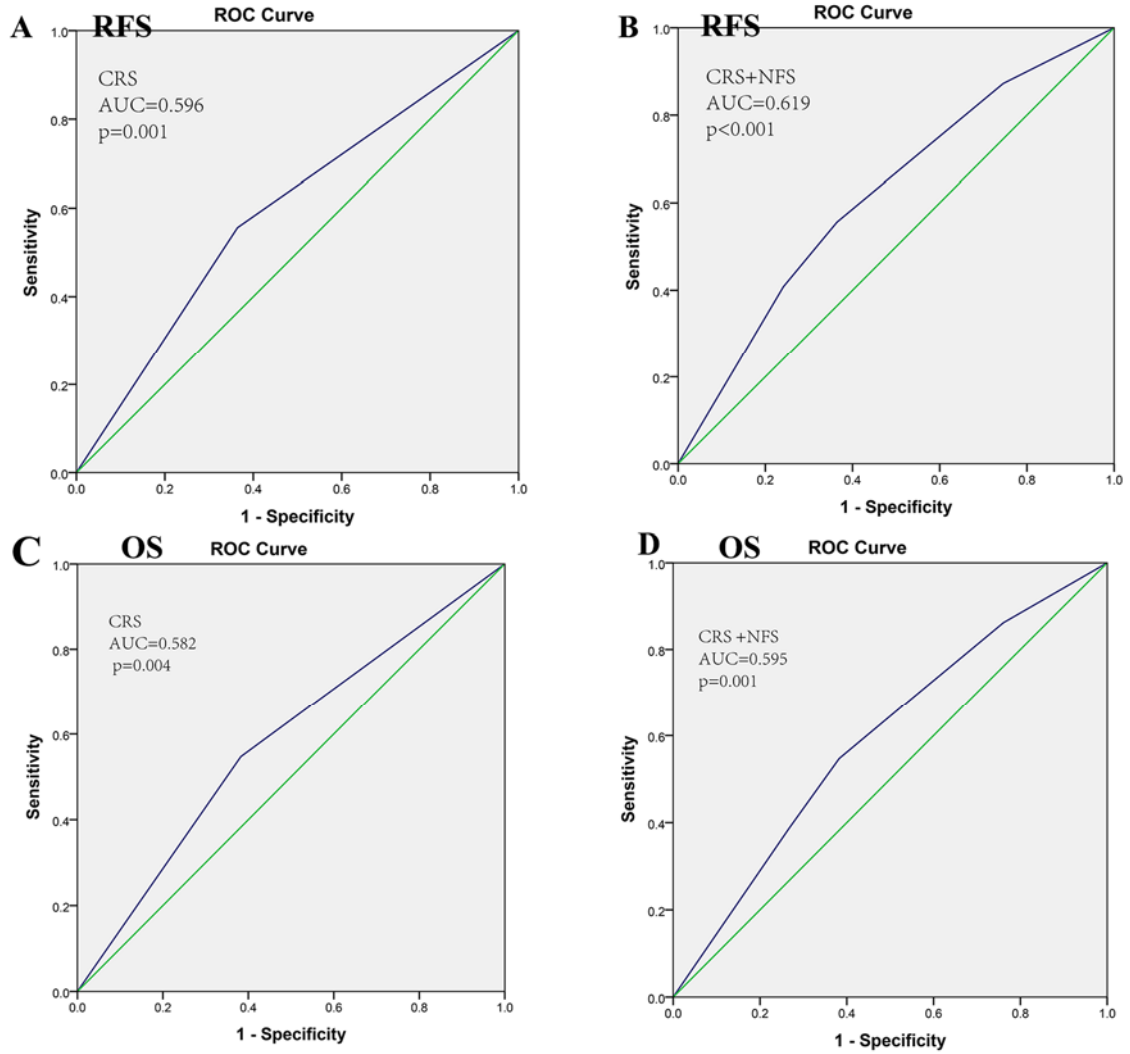 A RFS
ROC Curve
CRS
AUC=0.596
p=0.001
Sensitivity
1.0
0.8
0.6
0.4
0.2
0.0
0.0 0.2 0.4 0.6 0.8 1.0
1 - Specificity
B RFS
ROC Curve
CRS+NFS
AUC=0.619
p<0.001
Sensitivity
1.0
0.8
0.6
0.4
0.2
0.0
0.0 0.2 0.4 0.6 0.8 1.0
1 - Specificity
C OS
ROC Curve
CRS
AUC=0.582
p=0.004
Sensitivity
1.0
0.8
0.6
0.4
0.2
0.0
0.0 0.2 0.4 0.6 0.8 1.0
1 - Specificity
D OS
ROC Curve
CRS +NFS
AUC=0.595
p=0.001
Sensitivity
1.0
0.8
0.6
0.4
0.2
0.0
0.0 0.2 0.4 0.6 0.8 1.0
1 - Specificity